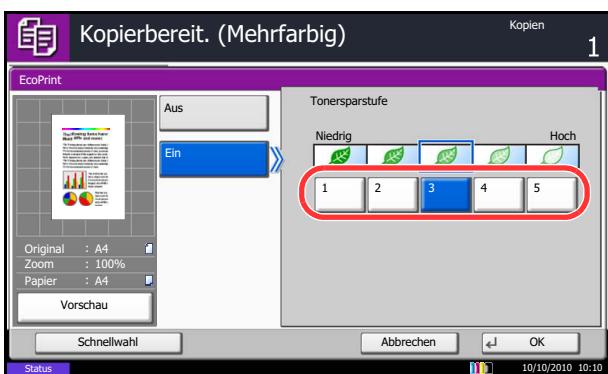 Kopierbereit. (Mehrfarbig)
Kopien
1
EcoPrint
Aus
Ein
Tonersparstufe
Niedrig
Hoch
1 2 3 4 5
Original : A4
Zoom : 100%
Papier : A4
Vorschau
Schnellwahl
Abbrechen
OK
Status
10/10/2010 10:10